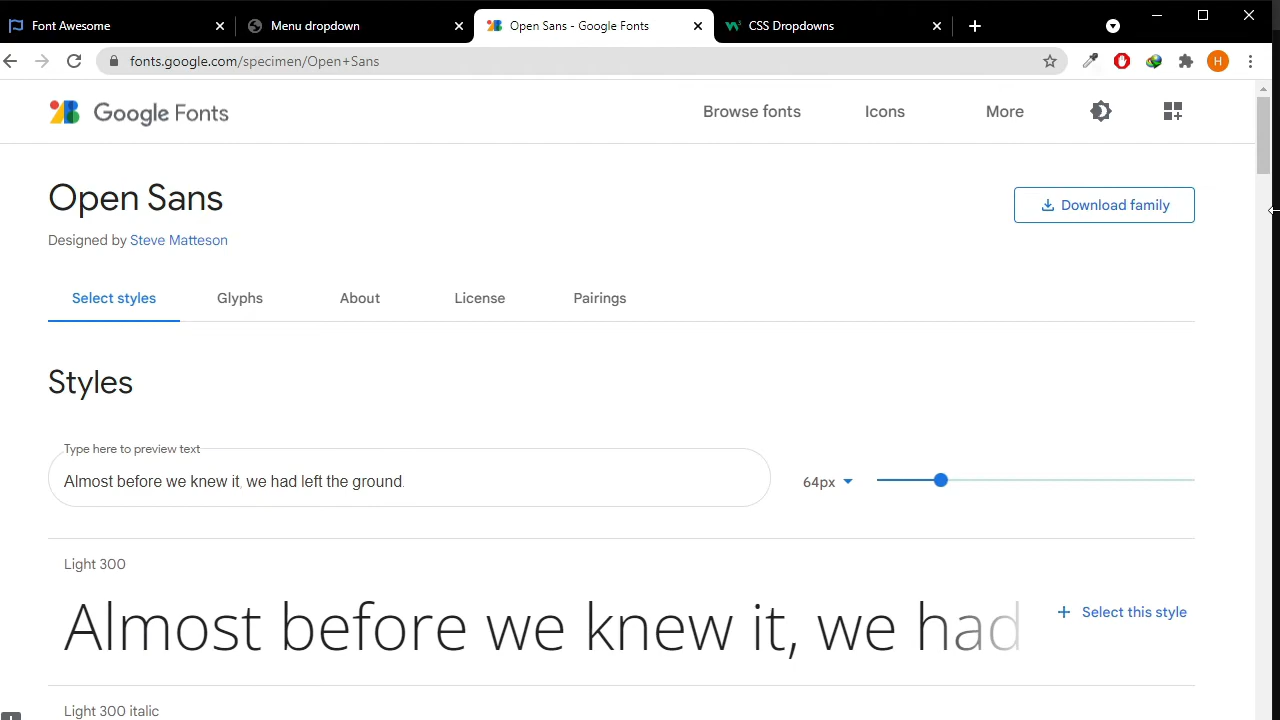 Font Awesome
Menu dropdown
Open Sans - Google Fonts
CSS Dropdowns
fonts.google.com/specimen/Open+Sans
H
Google Fonts
Browse fonts
Icons
More
Open Sans
Download family
Designed by Steve Matteson
Select styles
Glyphs
About
License
Pairings
Styles
Type here to preview text
Almost before we knew it, we had left the ground.
64px
Light 300
Almost before we knew it, we had
Select this style
Light 300 italic